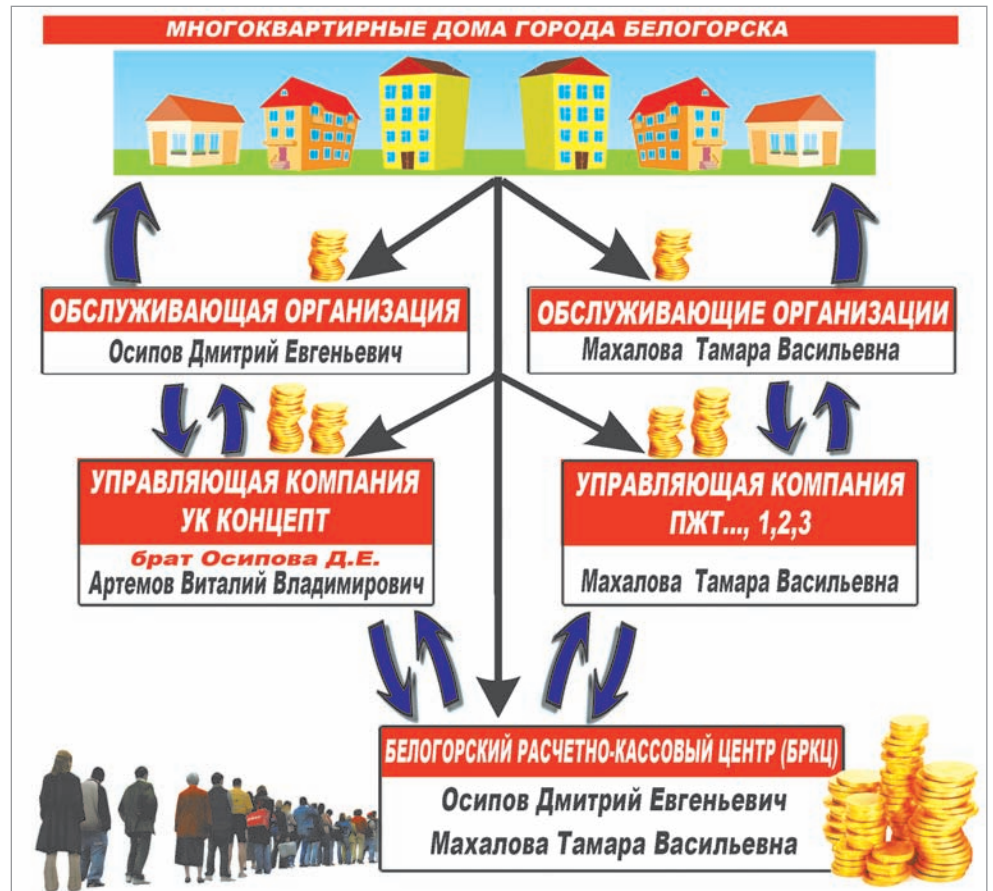 МНОГОКВАРТИРНЫЕ ДОМА ГОРОДА БЕЛОГОРСКА
ОБСЛУЖИВАЮЩАЯ ОРГАНИЗАЦИЯ
Осипов Дмитрий Евгеньевич
ОБСЛУЖИВАЮЩИЕ ОРГАНИЗАЦИИ
Махалова Тамара Васильевна
УПРАВЛЯЮЩАЯ КОМПАНИЯ
УК КОНЦЕПТ
брат Осипова Д.Е.
Артемов Виталий Владимирович
УПРАВЛЯЮЩАЯ КОМПАНИЯ
ПЖТ..., 1,2,3
Махалова Тамара Васильевна
БЕЛОГОРСКИЙ РАСЧЕТНО-КАССОВЫЙ ЦЕНТР (БРКЦ)
Осипов Дмитрий Евгеньевич
Махалова Тамара Васильевна